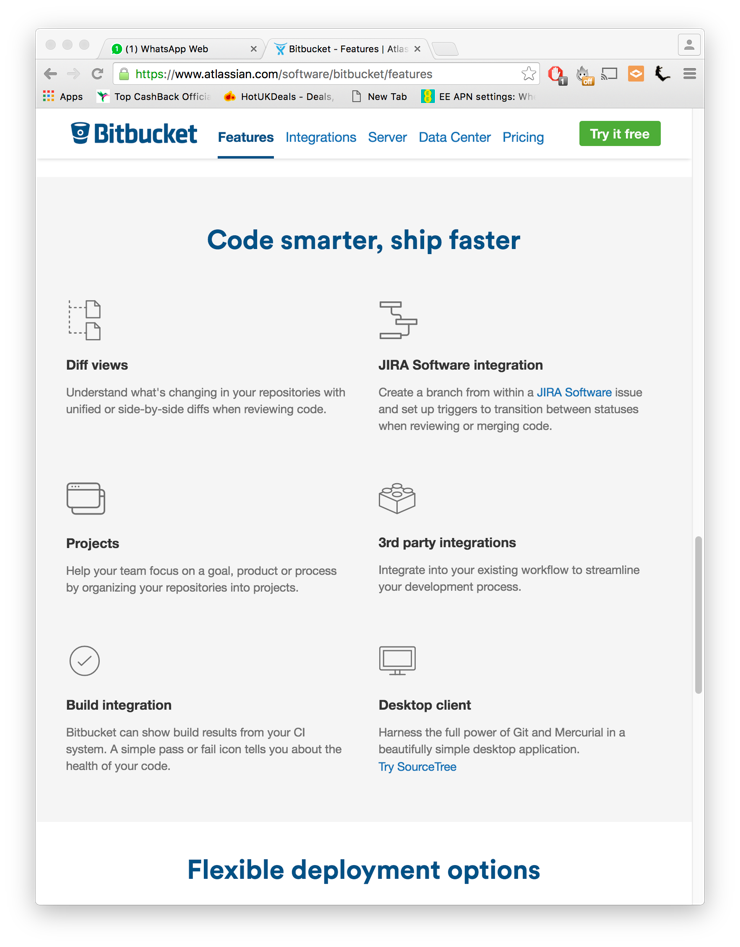 1 (1) WhatsApp Web
Bitbucket - Features | Atlas
https://www.atlassian.com/software/bitbucket/features
1
off
Apps Top CashBack Officia HotUKDeals - Deals, New Tab 8 EE APN settings: Wh
Bitbucket Features Integrations Server Data Center Pricing Try it free
Code smarter, ship faster
Diff views
Understand what's changing in your repositories with
unified or side-by-side diffs when reviewing code.
JIRA Software integration
Create a branch from within a JIRA Software issue
and set up triggers to transition between statuses
when reviewing or merging code.
Projects
Help your team focus on a goal, product or process
by organizing your repositories into projects.
3rd party integrations
Integrate into your existing workflow to streamline
your development process.
Build integration
Bitbucket can show build results from your CI
system. A simple pass or fail icon tells you about the
health of your code.
Desktop client
Harness the full power of Git and Mercurial in a
beautifully simple desktop application.
Try SourceTree
Flexible deployment options